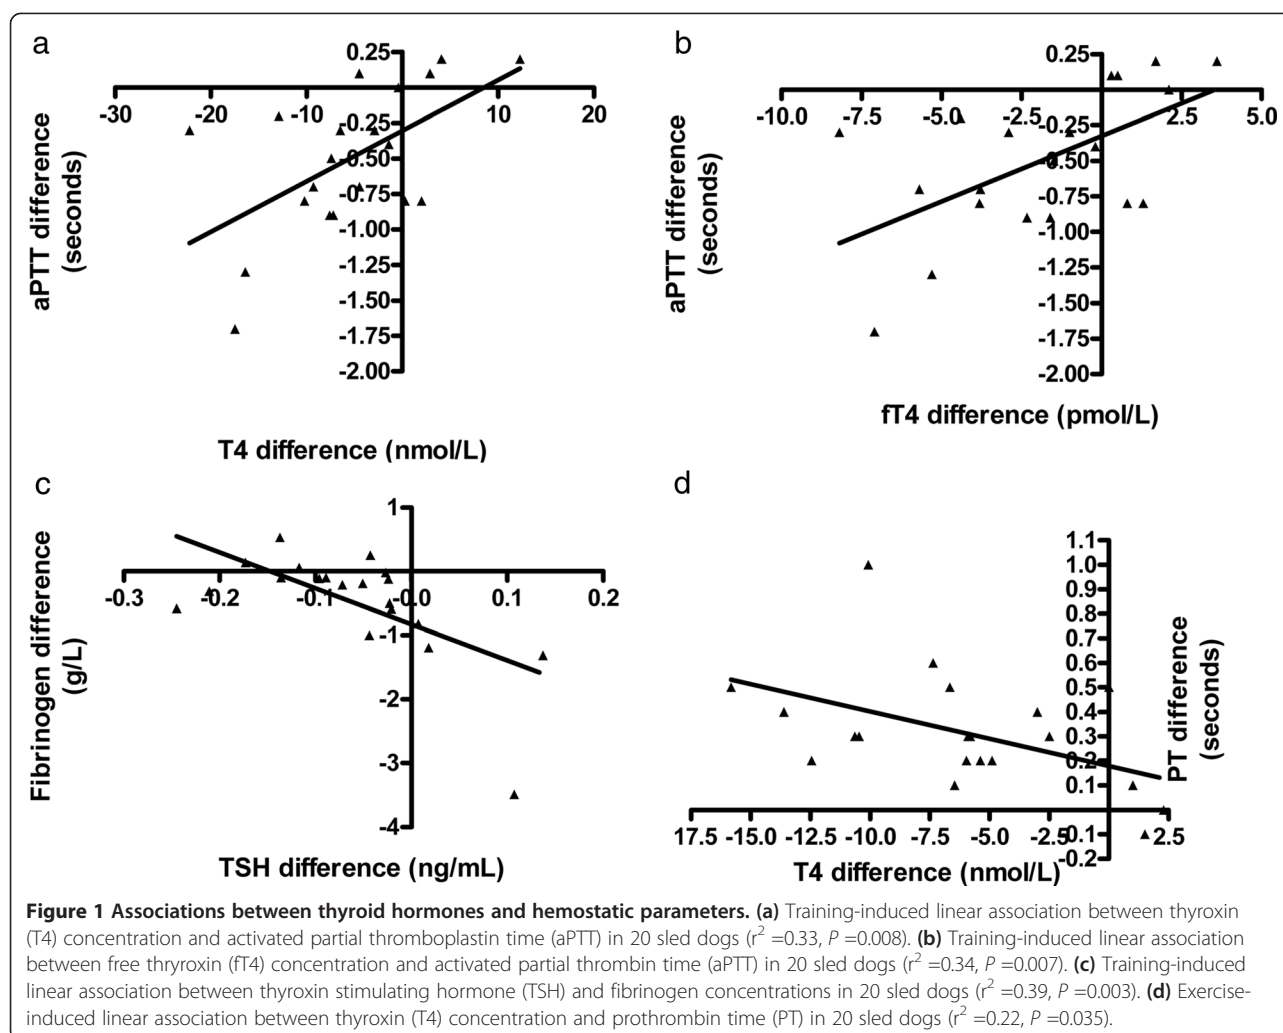 a
0.25
-30 -20 -10 10 20
-0.25
-0.50
-0.75
-1.00
-1.25
-1.50
-1.75
-2.00
aPTT difference
(seconds)
T4 difference (nmol/L)
b
0.25
-10.0 -7.5 -5.0 -2.5 2.5 5.0
-0.25
-0.50
-0.75
-1.00
-1.25
-1.50
-1.75
-2.00
aPTT difference
(seconds)
fT4 difference (pmol/L)
c
1
-0.3 -0.2 -0.1 -0.0 0.1 0.2
-1
-2
-3
-4
Fibrinogen difference
(g/L)
TSH difference (ng/mL)
d
1.1
1.0
0.9
0.8
0.7
0.6
0.5
0.4
0.3
0.2
0.1
17.5 -15.0 -12.5 -10.0 -7.5 -5.0 -2.5 2.5
-0.1
-0.2
PT difference
(seconds)
T4 difference (nmol/L)
Figure 1 Associations between thyroid hormones and hemostatic parameters. (a) Training-induced linear association between thyroxin
(T4) concentration and activated partial thromboplastin time (aPTT) in 20 sled dogs (r² =0.33, P =0.008). (b) Training-induced linear association
between free thryroxin (fT4) concentration and activated partial thrombin time (aPTT) in 20 sled dogs (r² =0.34, P =0.007). (c) Training-induced
linear association between thyroxin stimulating hormone (TSH) and fibrinogen concentrations in 20 sled dogs (r² =0.39, P =0.003). (d) Exercise-
induced linear association between thyroxin (T4) concentration and prothrombin time (PT) in 20 sled dogs (r² =0.22, P =0.035).